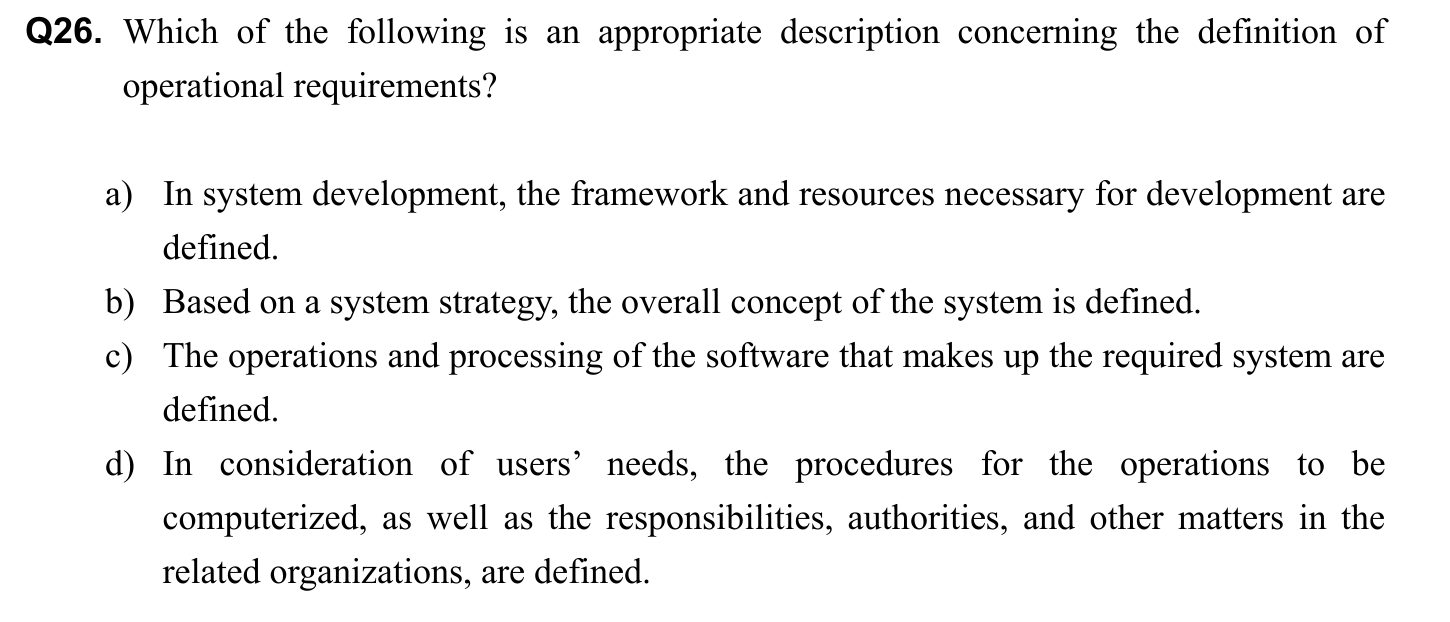 Q26. Which of the following is an appropriate description concerning the definition of
operational requirements?
a) In system development, the framework and resources necessary for development are
defined.
b) Based on a system strategy, the overall concept of the system is defined.
c) The operations and processing of the software that makes up the required system are
defined.
d) In consideration of users’ needs, the procedures for the operations to be
computerized, as well as the responsibilities, authorities, and other matters in the
related organizations, are defined.